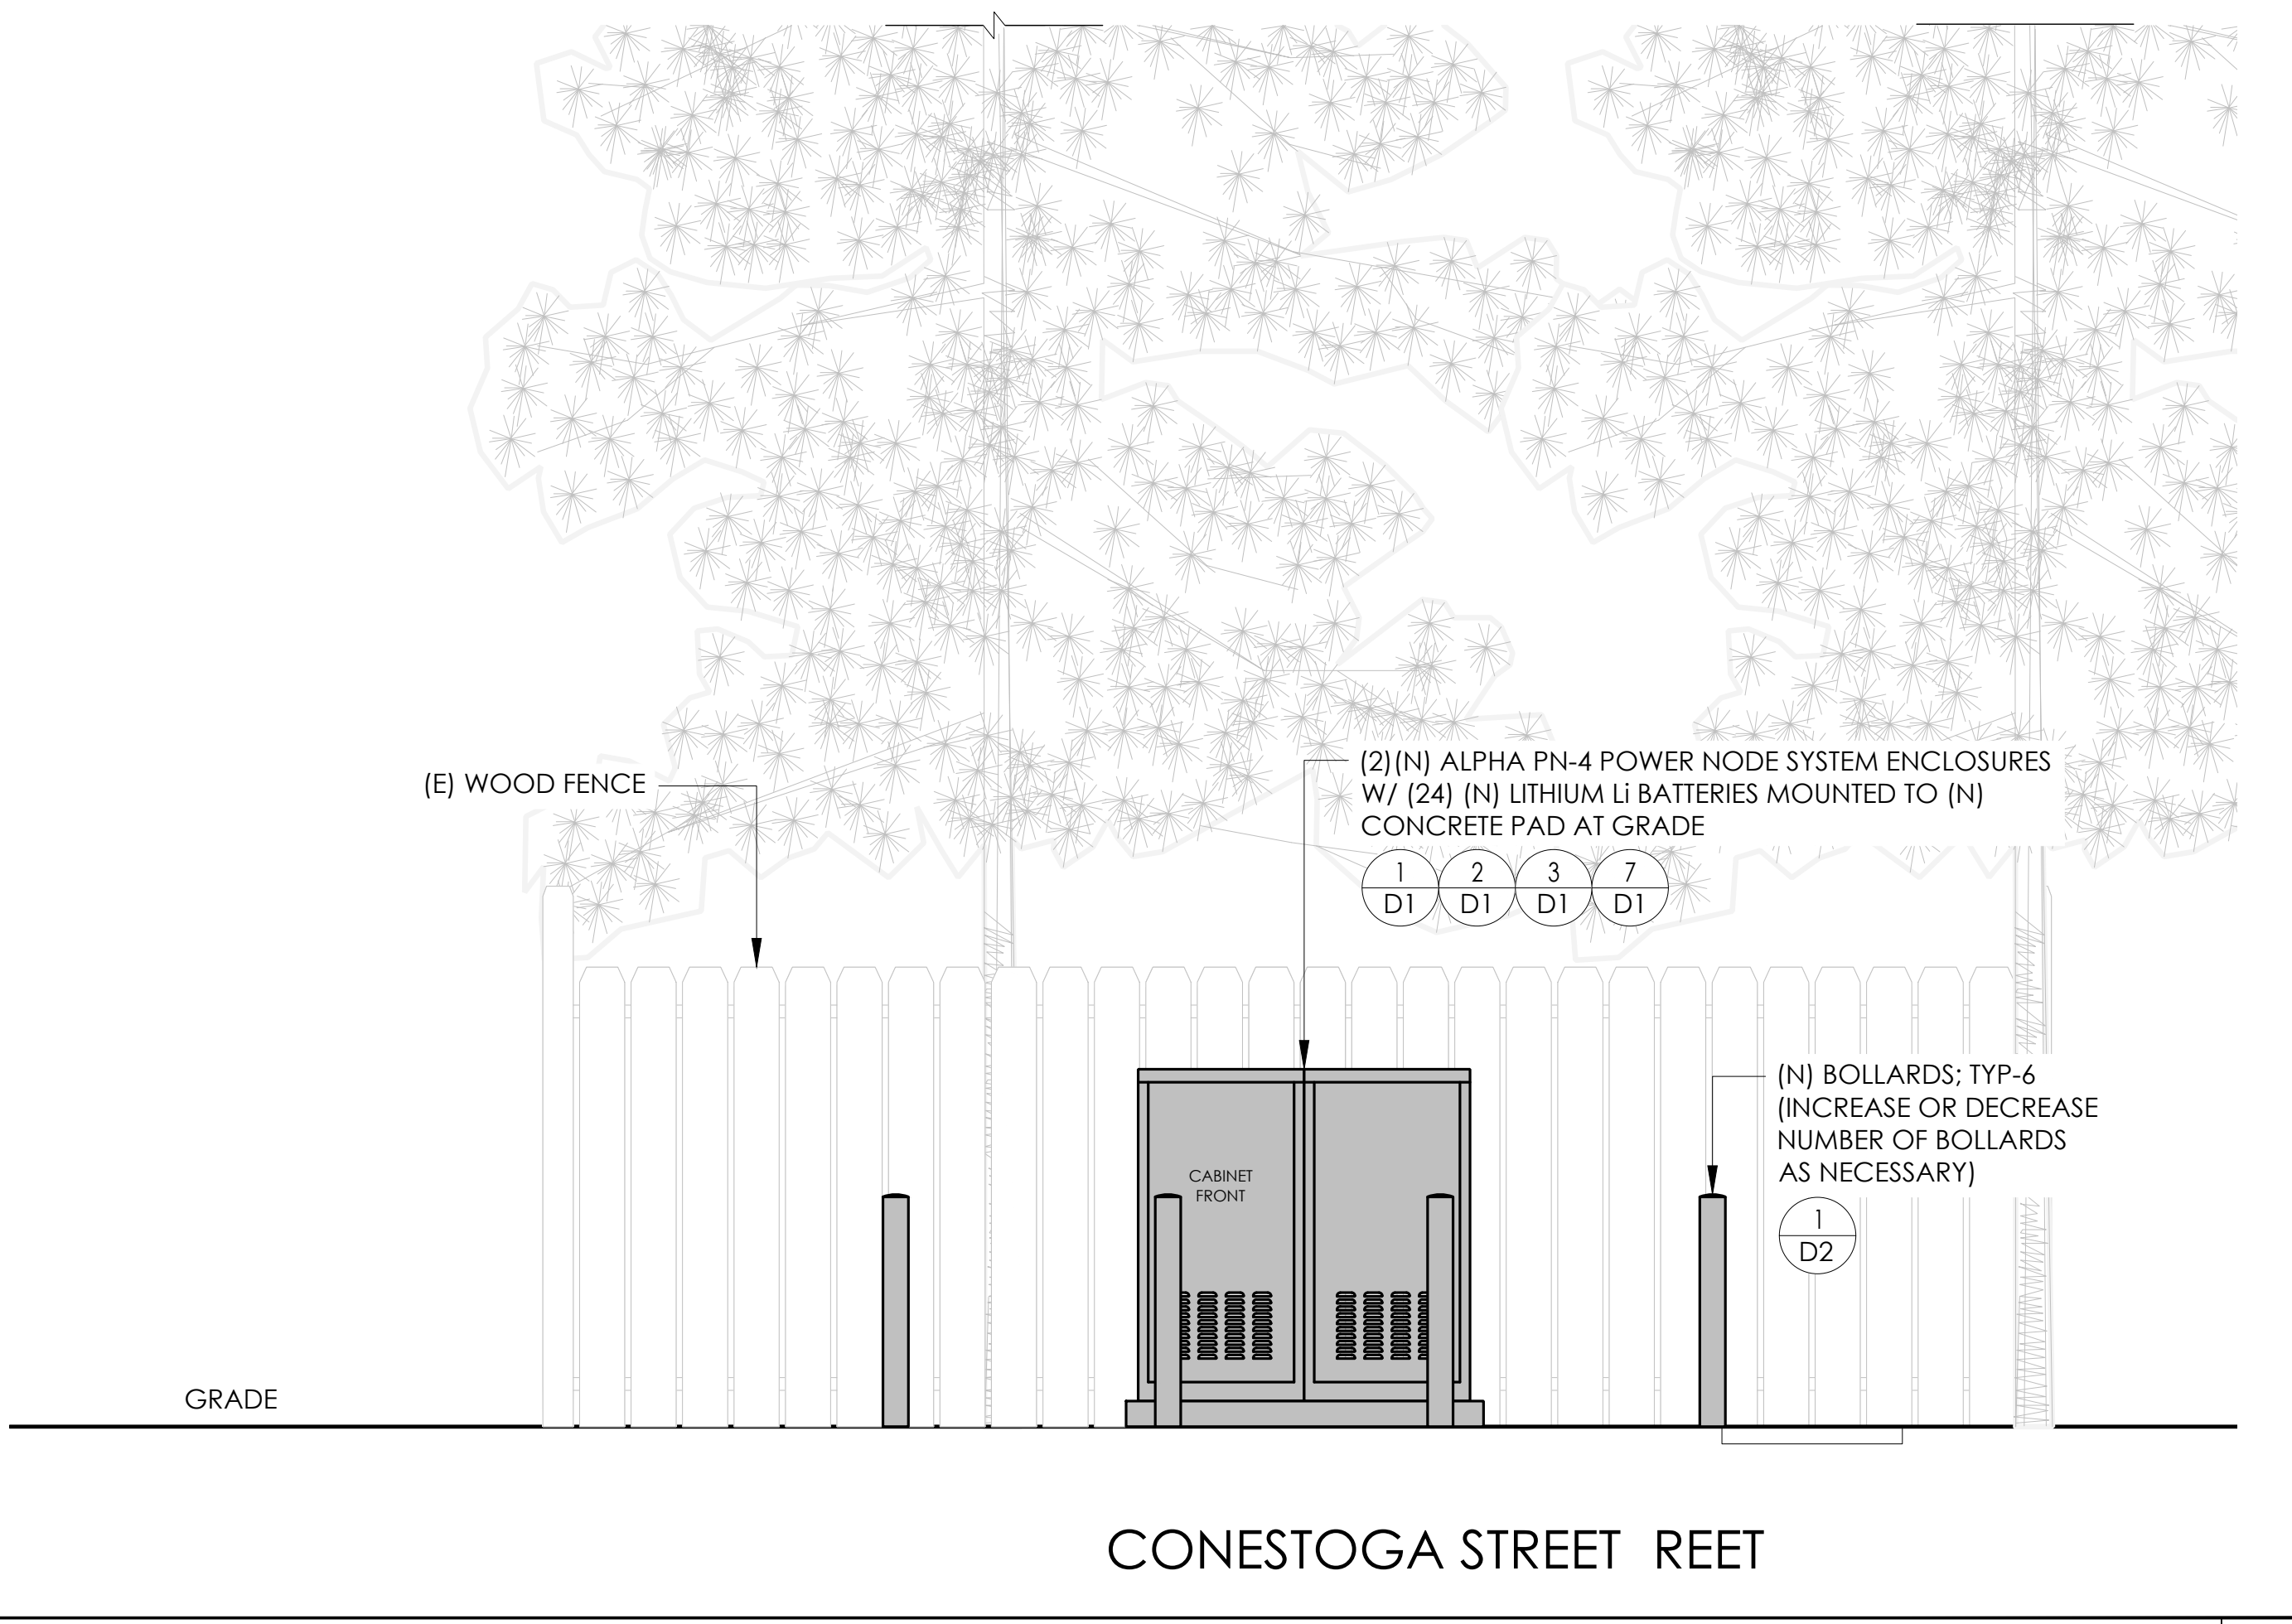 (E) WOOD FENCE
(2)(N) ALPHA PN-4 POWER NODE SYSTEM ENCLOSURES
W/ (24) (N) LITHIUM Li BATTERIES MOUNTED TO (N)
CONCRETE PAD AT GRADE
1 2 3 7
D1 D1 D1 D1
(N) BOLLARDS; TYP-6
(INCREASE OR DECREASE
NUMBER OF BOLLARDS
AS NECESSARY)
1
D2
CABINET
FRONT
GRADE
CONESTOGA STREET REET